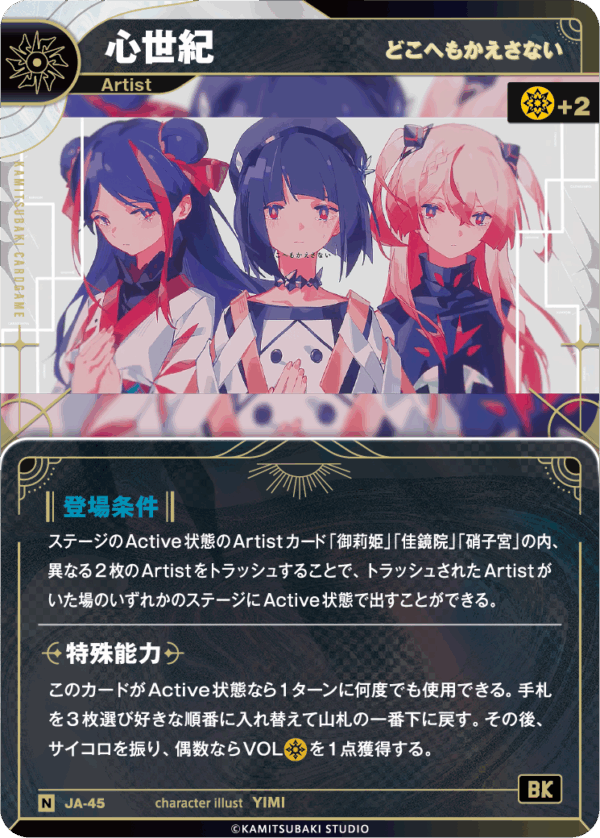 心世紀
どこへもかえさない
Artist
+2
KAMITSUBAKI CARDGAME
こへもかえさない
登場条件
ステージのActive状態のArtistカード「御莉姫」「佳鏡院」「硝子宮」の内、
異なる2枚のArtistをトラッシュすることで、トラッシュされたArtistが
いた場のいずれかのステージにActive状態で出すことができる。
特殊能力
このカードがActive状態なら1ターンに何度でも使用できる。手札
を3枚選び好きな順番に入れ替えて山札の一番下に戻す。その後、
サイコロを振り、偶数ならVOLを1点獲得する。
BK
N JA-45 character illust YIMI
©KAMITSUBAKI STUDIO